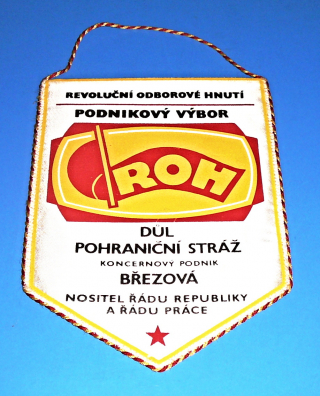 REVOLUČNÍ ODBOROVÉ HNUTÍ
PODNIKOVÝ VÝBOR
ROH
DŮL
POHRANIČNÍ STRÁŽ
KONCERNOVÝ PODNIK
BŘEZOVÁ
NOSITEL ŘÁDU REPUBLIKY
A ŘÁDU PRÁCE